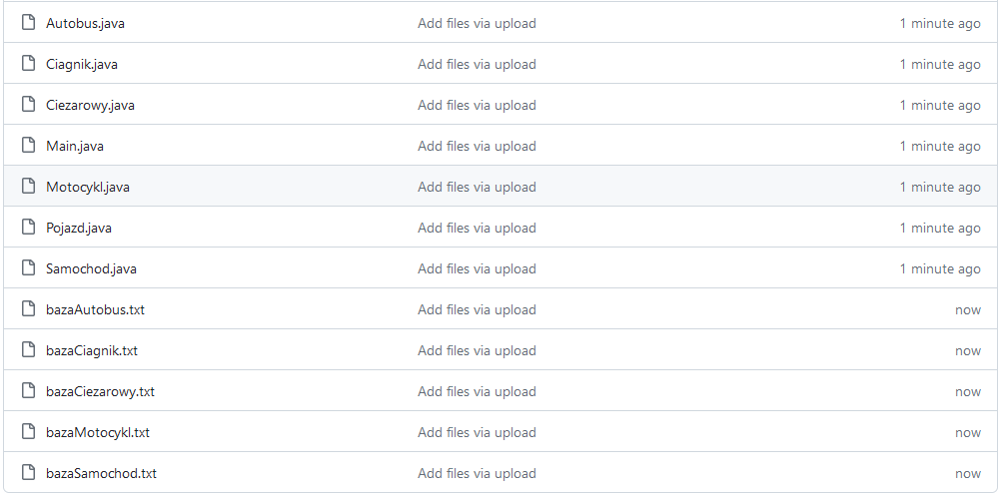 Autobus.java Add files via upload 1 minute ago
Ciagnik.java Add files via upload 1 minute ago
Ciezarowy.java Add files via upload 1 minute ago
Main.java Add files via upload 1 minute ago
Motocykl.java Add files via upload 1 minute ago
Pojazd.java Add files via upload 1 minute ago
Samochod.java Add files via upload 1 minute ago
bazaAutobus.txt Add files via upload now
bazaCiagnik.txt Add files via upload now
bazaCiezarowy.txt Add files via upload now
bazaMotocykl.txt Add files via upload now
bazaSamochod.txt Add files via upload now